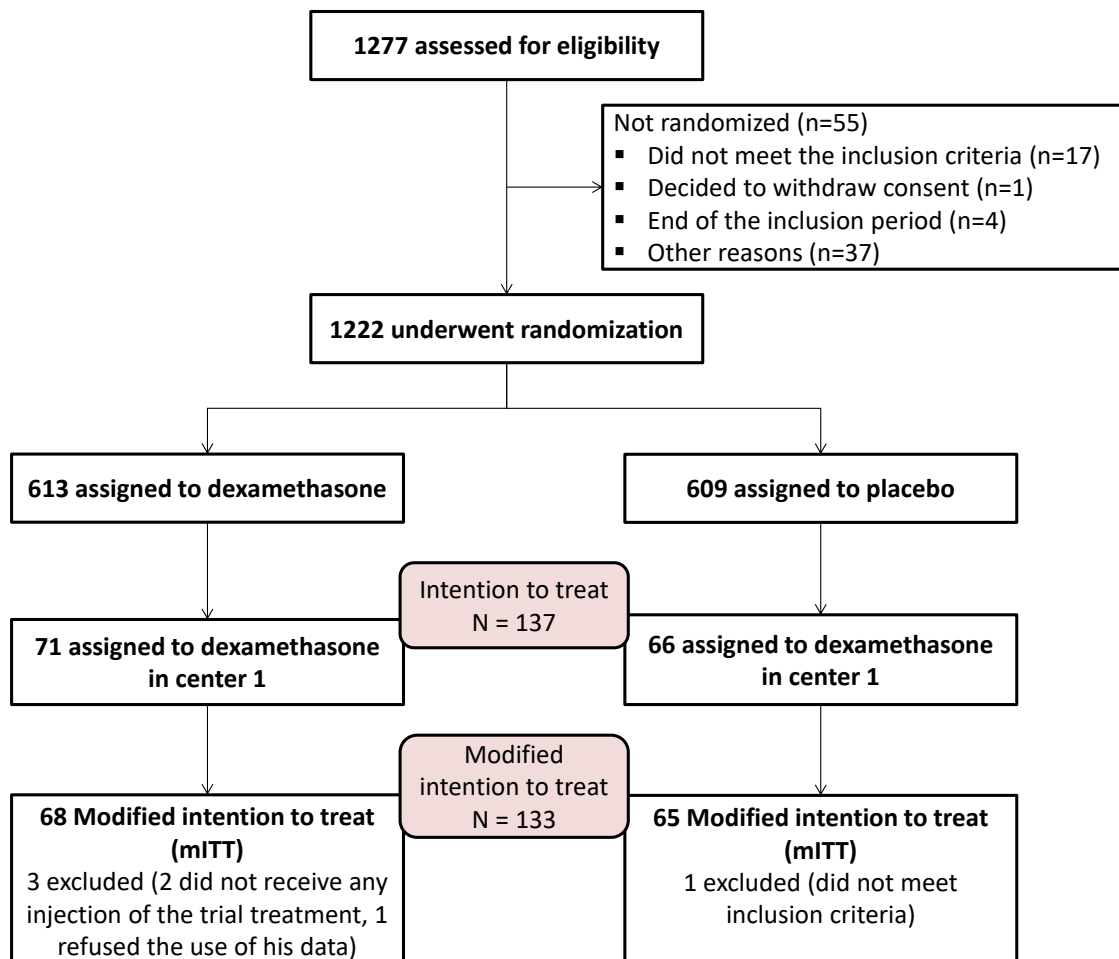 1277 assessed for eligibility
Not randomized (n=55)
▪ Did not meet the inclusion criteria (n=17)
▪ Decided to withdraw consent (n=1)
▪ End of the inclusion period (n=4)
▪ Other reasons (n=37)
1222 underwent randomization
613 assigned to dexamethasone
609 assigned to placebo
Intention to treat
N = 137
71 assigned to dexamethasone
in center 1
66 assigned to dexamethasone
in center 1
Modified
intention to treat
N = 133
68 Modified intention to treat
(mITT)
3 excluded (2 did not receive any
injection of the trial treatment, 1
refused the use of his data)
65 Modified intention to treat
(mITT)
1 excluded (did not meet
inclusion criteria)